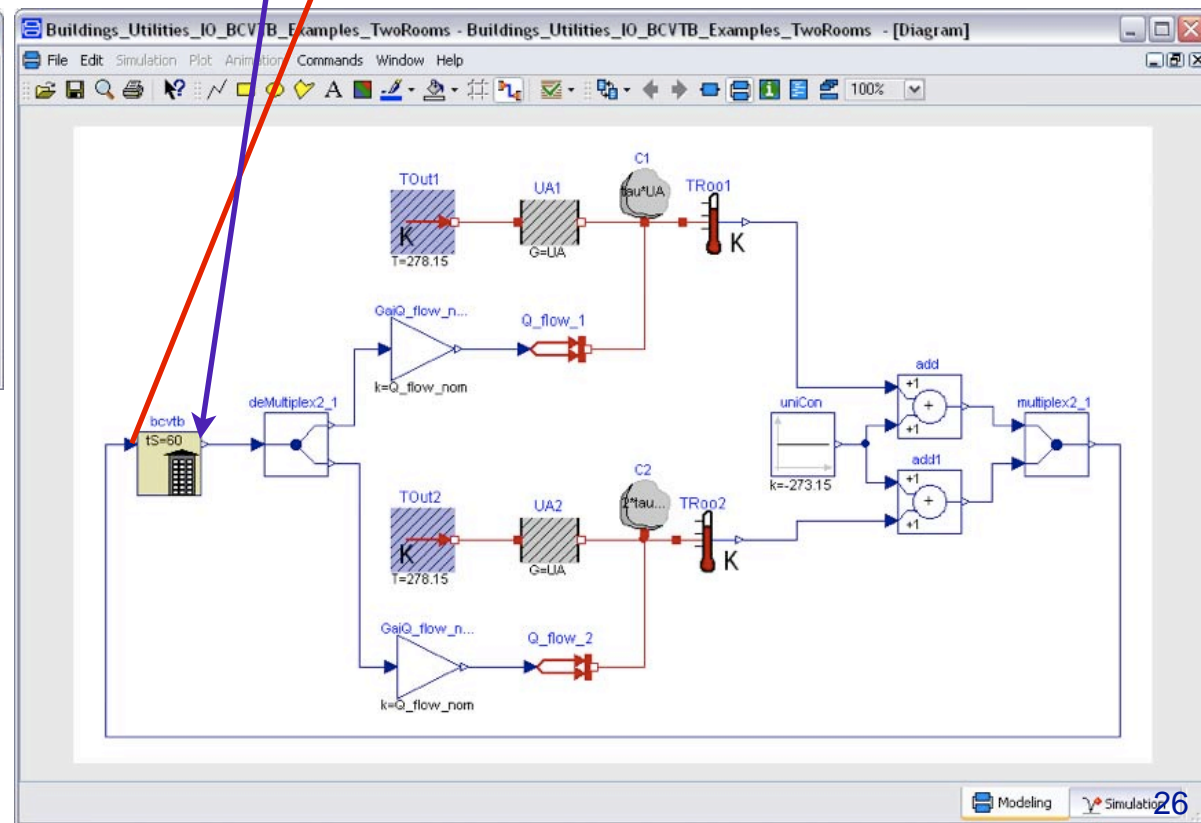 Buildings_Utilities_IO_BCVTB_Examples_TwoRooms - Buildings_Utilities_IO_BCVTB_Examples_TwoRooms - [Diagram]
File Edit Simulation Plot Animation Commands Window Help
A 100%
C1
TOut1 UA1 tau*UA TRoo1
K K
T=278.15 G=UA
GaiQ_flow_n... Q_flow_1
k=Q_flow_nom
add
+1
+
+1
bcvtb deMultiplex2_1 uniCon multiplex2_1
tS=60
k=-273.15
add1
+1
+
+1
C2
TOut2 UA2 2*tau... TRoo2
K K
T=278.15 G=UA
GaiQ_flow_n... Q_flow_2
k=Q_flow_nom
Modeling Simulation 26